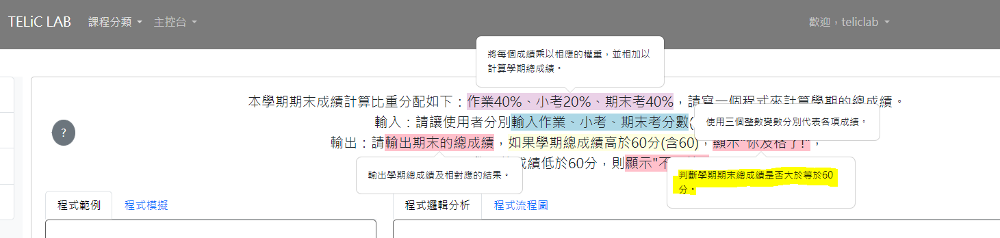 TELiC LAB 課程分類 主控台 歡迎，teliclab
將每個成績乘以相應的權重，並相加以
計算學期總成績。
本學期期末成績計算比重分配如下：作業40%、小考20%、期末考40%，請寫一個程式來計算學期的總成績。
輸入：請讓使用者分別輸入作業、小考、期末考分數(
使用三個整數變數分別代表各項成績。
?
輸出：請輸出期末的總成績，如果學期總成績高於60分(含60)，顯示"你及格了!"，
成績低於60分，則顯示"不
輸出學期總成績及相對應的結果。
判斷學期期末總成績是否大於等於60
分。
程式範例 程式模擬 程式邏輯分析 程式流程圖